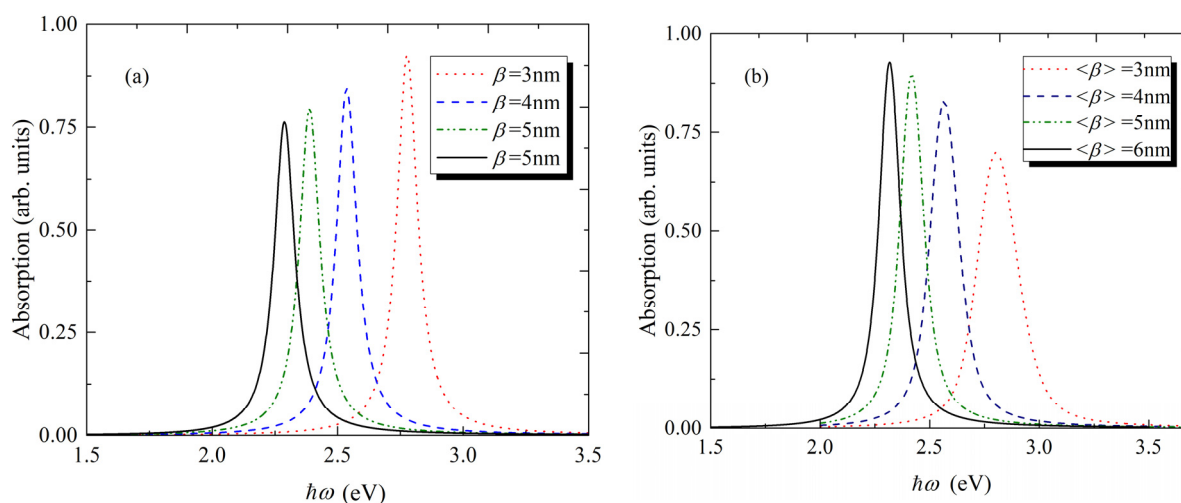 (a)
β=3nm
β=4nm
β=5nm
β=5nm
Absorption (arb. units)
1.00
0.75
0.50
0.25
0.00
1.5 2.0 2.5 3.0 3.5
ℏω (eV)
(b)
<β> =3nm
<β> =4nm
<β> =5nm
<β> =6nm
Absorption (arb. units)
1.00
0.75
0.50
0.25
0.00
1.5 2.0 2.5 3.0 3.5
ℏω (eV)